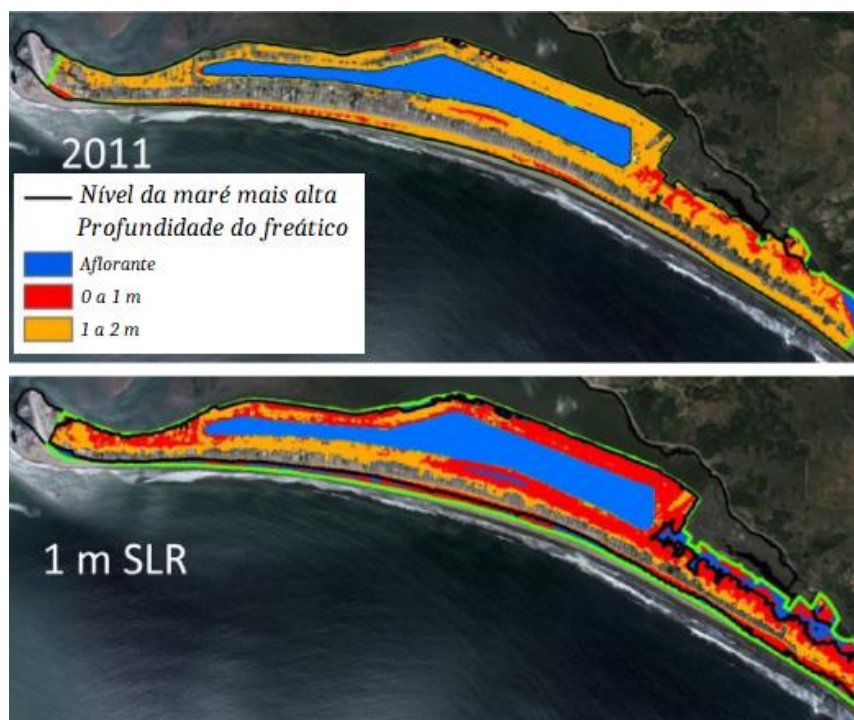 2011
Nível da maré mais alta
Profundidade do freático
Aflorante
0 a 1 m
1 a 2 m
1 m SLR